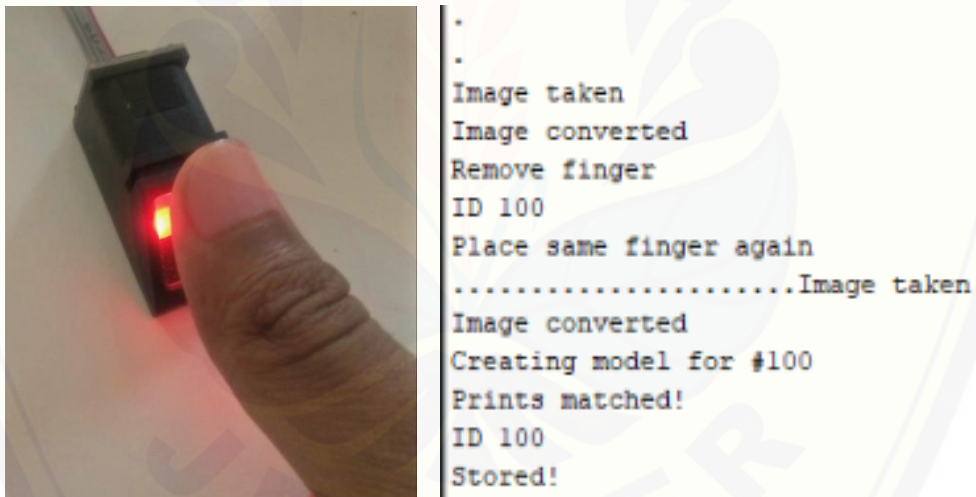 .
.
Image taken
Image converted
Remove finger
ID 100
Place same finger again
.......................Image taken
Image converted
Creating model for #100
Prints matched!
ID 100
Stored!